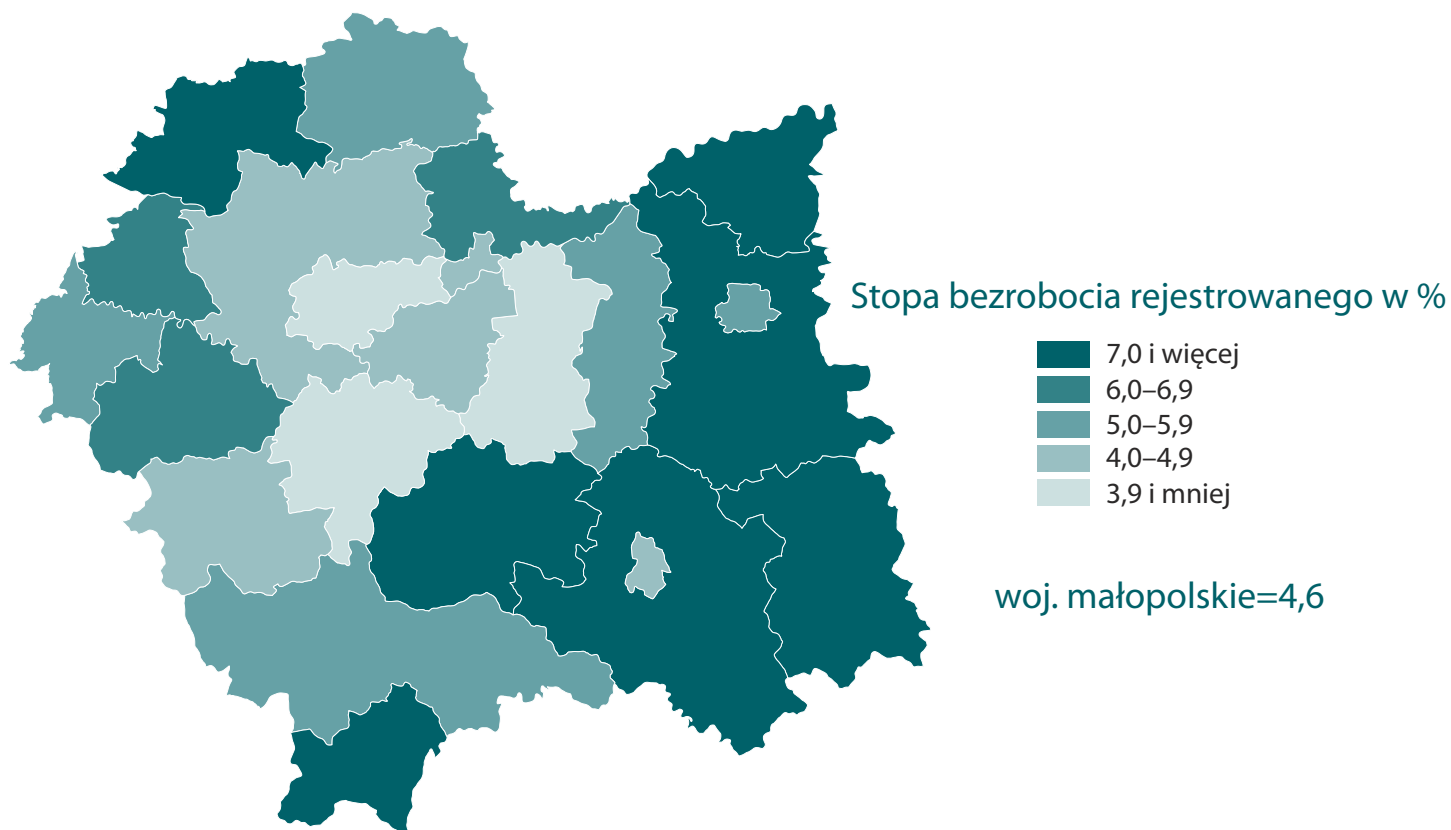 Stopa bezrobocia rejestrowanego w %
7,0 i więcej
6,0–6,9
5,0–5,9
4,0–4,9
3,9 i mniej
woj. małopolskie=4,6